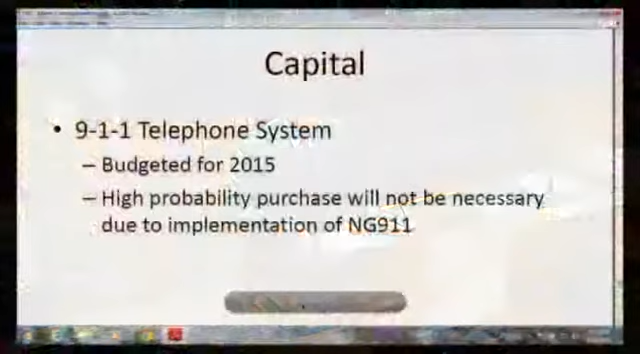 Capital
• 9-1-1 Telephone System
– Budgeted for 2015
– High probability purchase will not be necessary
due to implementation of NG911